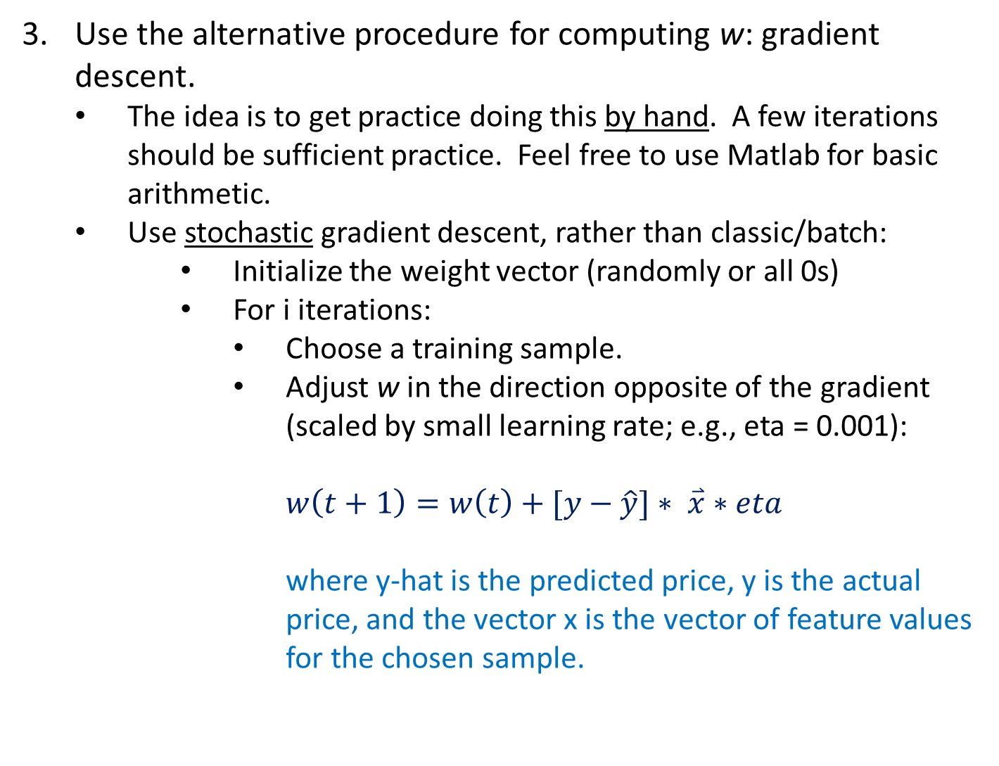 3. Use the alternative procedure for computing w: gradient
descent.
• The idea is to get practice doing this by hand. A few iterations
should be sufficient practice. Feel free to use Matlab for basic
arithmetic.
• Use stochastic gradient descent, rather than classic/batch:
• Initialize the weight vector (randomly or all 0s)
• For i iterations:
• Choose a training sample.
• Adjust w in the direction opposite of the gradient
(scaled by small learning rate; e.g., eta = 0.001):
w(t + 1) = w(t) + [y − ŷ] ∗ x⃗ ∗ eta
where y-hat is the predicted price, y is the actual
price, and the vector x is the vector of feature values
for the chosen sample.